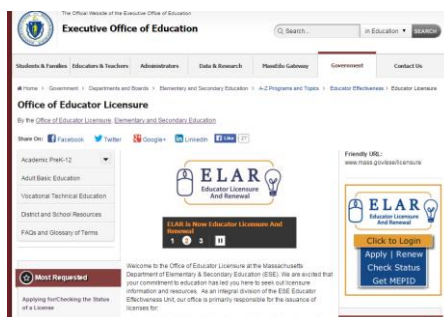 The Official Website of the Executive Office of Education
Executive Office of Education
Search...
in Education
SEARCH
Students & Families
Educators & Teachers
Administrators
Data & Research
MassEdu Gateway
Government
Contact Us
Home > Government > Departments and Boards > Elementary and Secondary Education > A-Z Programs and Topics > Educator Effectiveness > Educator Licensure
Office of Educator Licensure
By the Office of Educator Licensure, Elementary and Secondary Education
Share On: Facebook Twitter Google+ LinkedIn Like
Academic PreK-12
Adult Basic Education
Vocational Technical Education
District and School Resources
FAQs and Glossary of Terms
Most Requested
Applying for/Checking the Status
of a License
ELAR
Educator Licensure
And Renewal
ELAR is Now Educator Licensure And
Renewal
1 2 3
Welcome to the Office of Educator Licensure at the Massachusetts
Department of Elementary & Secondary Education (ESE). We are excited that
your commitment to education has led you here to seek out licensure
information and resources. As an integral division of the ESE Educator
Effectiveness Unit, our office is primarily responsible for the issuance of
licenses for:
Friendly URL:
www.mass.gov/ese/licensure
ELAR
Educator Licensure
And Renewal
Click to Login
Apply | Renew
Check Status
Get MEPID